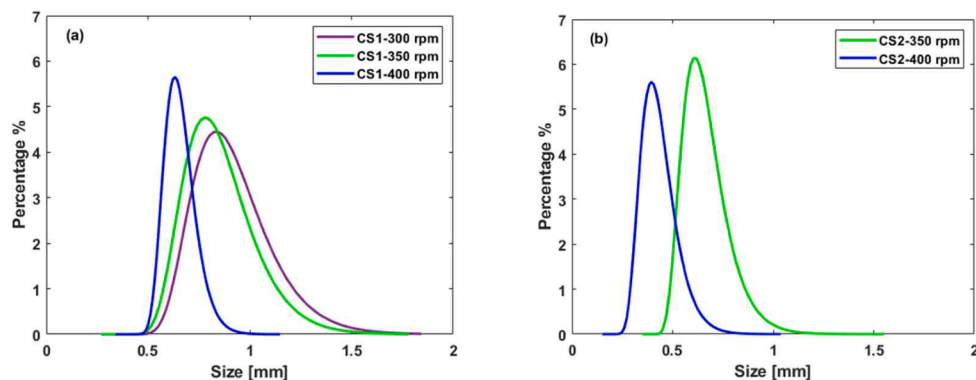 (a)
CS1-300 rpm
CS1-350 rpm
CS1-400 rpm
Percentage %
7
6
5
4
3
2
1
0
0 0.5 1 1.5 2
Size [mm]
(b)
CS2-350 rpm
CS2-400 rpm
Percentage %
7
6
5
4
3
2
1
0
0 0.5 1 1.5 2
Size [mm]